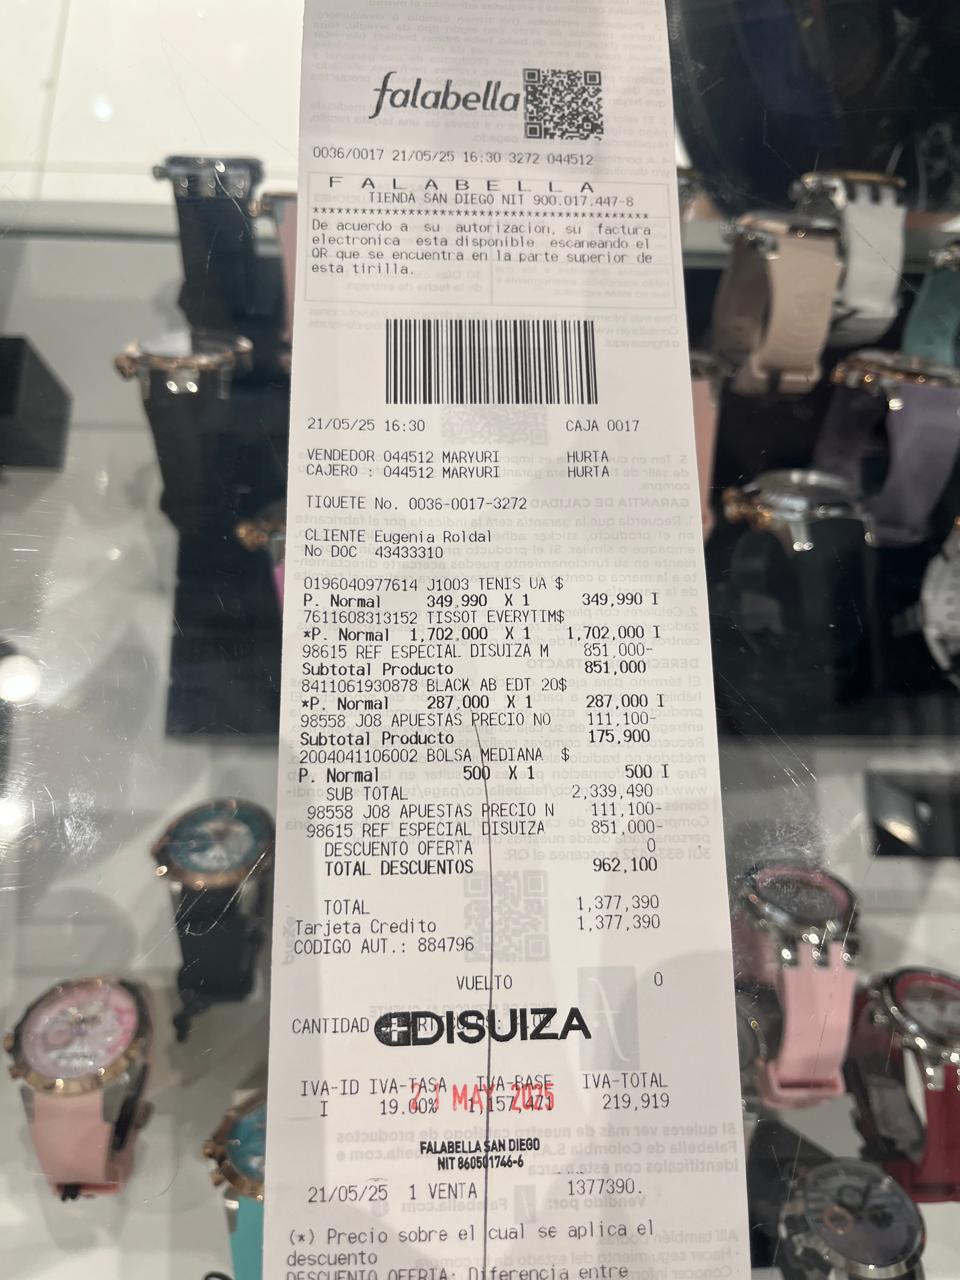 falabella
0036/0017 21/05/25 16:30 3272 044512
F A L A B E L L A
TIENDA SAN DIEGO NIT 900.017.447-8
****************************************************
De acuerdo a su autorizacion, su factura
electronica esta disponible escaneando el
QR que se encuentra en la parte superior de
esta tirilla.
21/05/25 16:30 CAJA 0017
VENDEDOR 044512 MARYURI HURTA
CAJERO : 044512 MARYURI HURTA
TIQUETE No. 0036-0017-3272
CLIENTE Eugenia Roldal
No DOC 43433310
0196040977614 J1003 TENIS UA $
P. Normal 349.990 X 1 349,990 I
7611608313152 TISSOT EVERYTIM$
*P. Normal 1,702.000 X 1 1,702,000 I
98615 REF ESPECIAL DISUIZA M 851,000-
Subtotal Producto 851,000
8411061930878 BLACK AB EDT 20$
*P. Normal 287,000 X 1 287,000 I
98558 J08 APUESTAS PRECIO NO 111,100-
Subtotal Producto 175,900
2004041106002 BOLSA MEDIANA $
P. Normal 500 X 1 500 I
SUB TOTAL 2,339,490
98558 J08 APUESTAS PRECIO N 111,100-
98615 REF ESPECIAL DISUIZA 851,000-
DESCUENTO OFERTA 0
TOTAL DESCUENTOS 962,100
TOTAL 1,377,390
Tarjeta Credito 1,377,390
CODIGO AUT.: 884796
VUELTO 0
CANTIDAD
DISUIZA
IVA-ID IVA-TASA IVA-BASE IVA-TOTAL
I 19.00% 1,157,471 219,919
21 MAY 2025
FALABELLA SAN DIEGO
NIT 860501746-6
21/05/25 1 VENTA 1377390.
(*) Precio sobre el cual se aplica el
descuento
DESCUENTO OFERTA: Diferencia entre